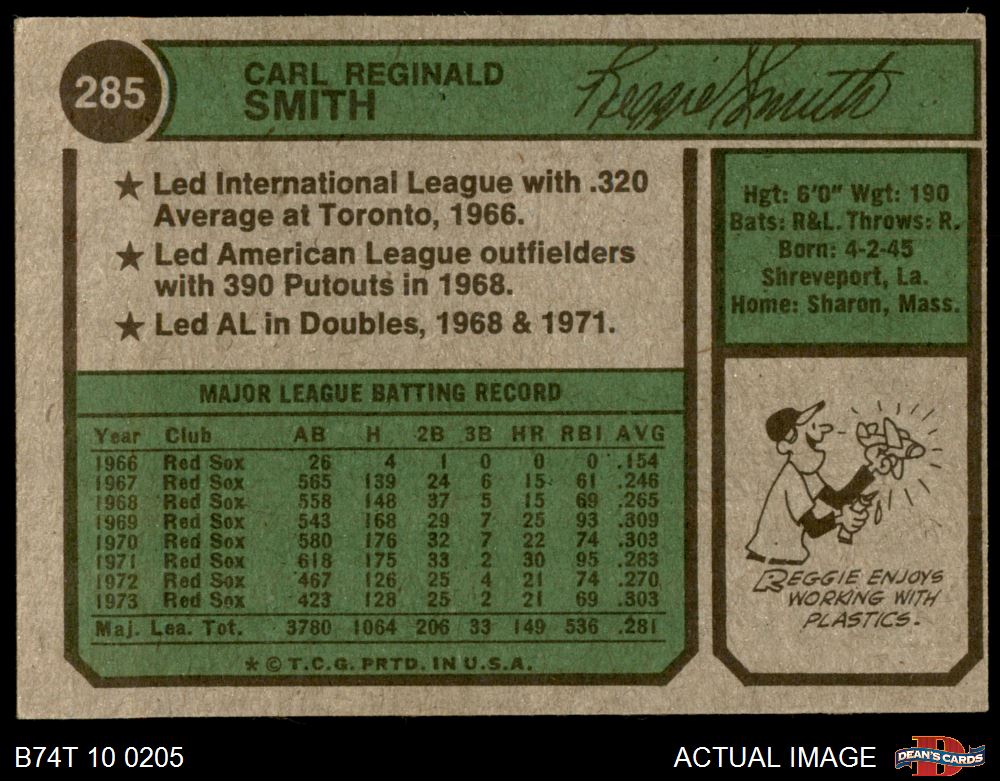 285
CARL REGINALD
SMITH
Reggie Smith
★ Led International League with .320
Average at Toronto, 1966.
★ Led American League outfielders
with 390 Putouts in 1968.
★ Led AL in Doubles, 1968 & 1971.
Hgt: 6'0" Wgt: 190
Bats: R&L. Throws: R.
Born: 4-2-45
Shreveport, La.
Home: Sharon, Mass.
MAJOR LEAGUE BATTING RECORD
Year Club AB H 2B 3B HR RBI AVG
1966 Red Sox 26 4 1 0 0 0 .154
1967 Red Sox 565 139 24 6 15 61 .246
1968 Red Sox 558 148 37 5 15 69 .265
1969 Red Sox 543 168 29 7 25 93 .309
1970 Red Sox 580 176 32 7 22 74 .303
1971 Red Sox 618 175 33 2 30 95 .283
1972 Red Sox 467 126 25 4 21 74 .270
1973 Red Sox 423 128 25 2 21 69 .303
Maj. Lea. Tot. 3780 1064 206 33 149 536 .281
* © T.C.G. PRTD. IN U.S.A.
REGGIE ENJOYS
WORKING WITH
PLASTICS.
B74T 10 0205
ACTUAL IMAGE
D
DEAN'S CARDS